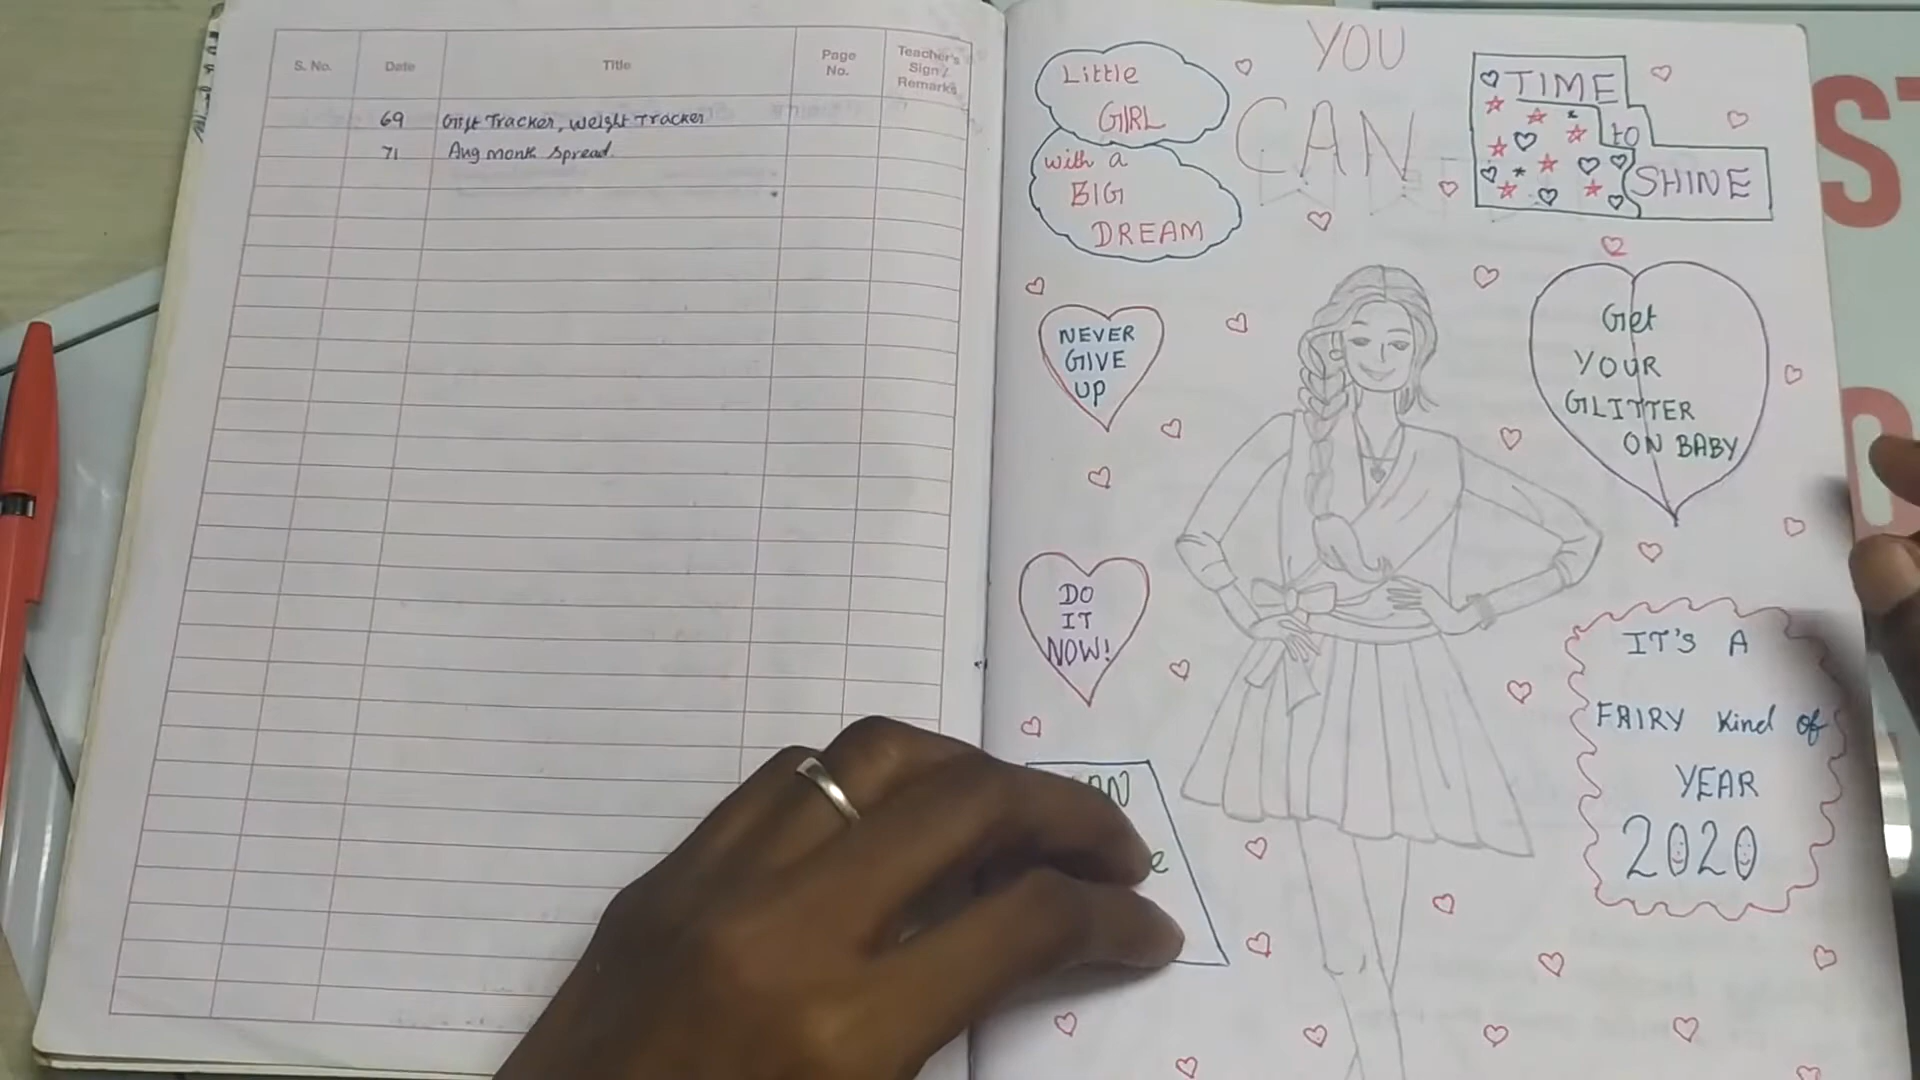 S. No.
Date
Title
Page
No.
Teacher's
Sign/
Remarks
69 Gift Tracker, Weight Tracker
71 Aug monk Spread
Little
GIRL
with a
BIG
DREAM
YOU
CAN
TIME
to
SHINE
NEVER
GIVE
UP
Get
YOUR
GLITTER
ON BABY
DO
IT
NOW!
IT'S A
FAIRY Kind of
YEAR
2020